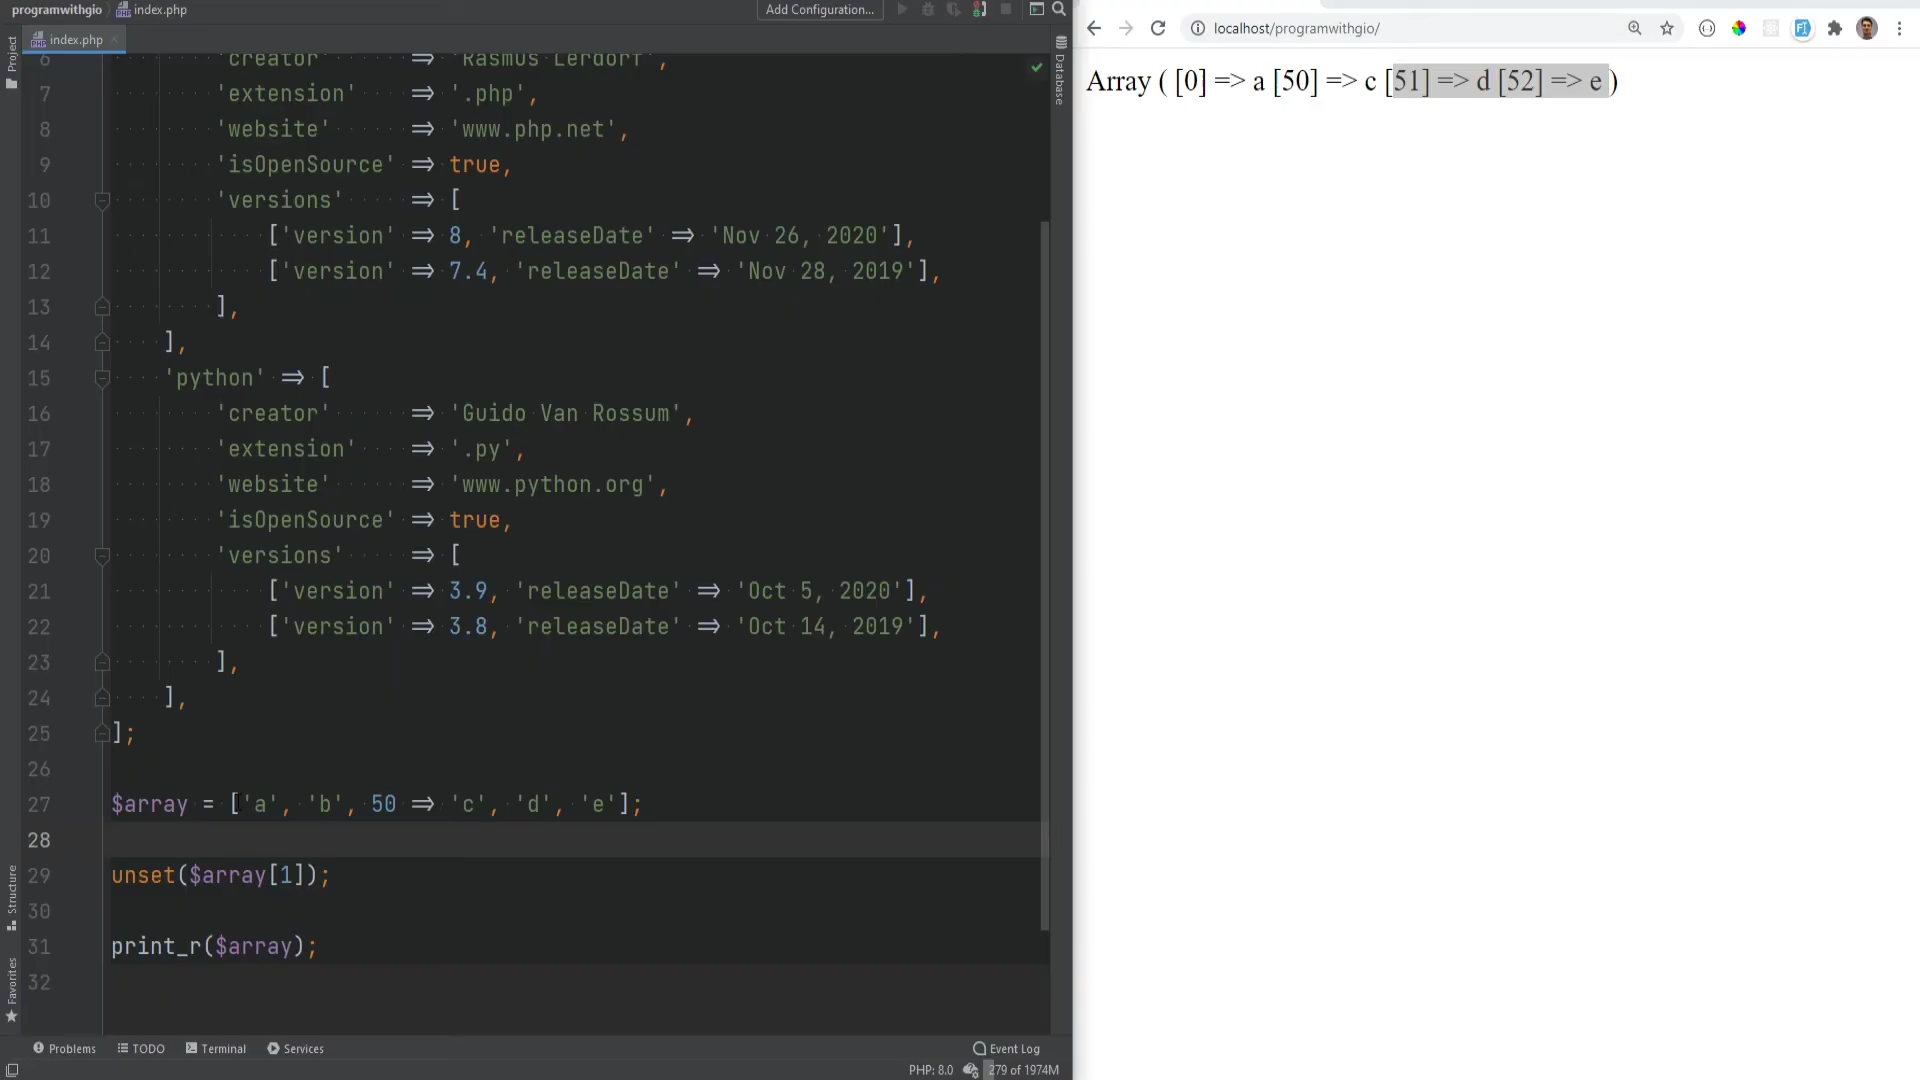 programwithgio
index.php
Add Configuration...
index.php
Project
Database
Structure
Favorites
6 'creator' => 'Rasmus Lerdorf',
7 'extension' => '.php',
8 'website' => 'www.php.net',
9 'isOpenSource' => true,
10 'versions' => [
11 ['version' => 8, 'releaseDate' => 'Nov 26, 2020'],
12 ['version' => 7.4, 'releaseDate' => 'Nov 28, 2019'],
13 ],
14 ],
15 'python' => [
16 'creator' => 'Guido Van Rossum',
17 'extension' => '.py',
18 'website' => 'www.python.org',
19 'isOpenSource' => true,
20 'versions' => [
21 ['version' => 3.9, 'releaseDate' => 'Oct 5, 2020'],
22 ['version' => 3.8, 'releaseDate' => 'Oct 14, 2019'],
23 ],
24 ],
25 ];
26
27 $array = ['a', 'b', 50 => 'c', 'd', 'e'];
28
29 unset($array[1]);
30
31 print_r($array);
32
Problems TODO Terminal Services Event Log
PHP: 8.0 279 of 1974M
localhost/programwithgio/
Array ( [0] => a [50] => c [51] => d [52] => e )